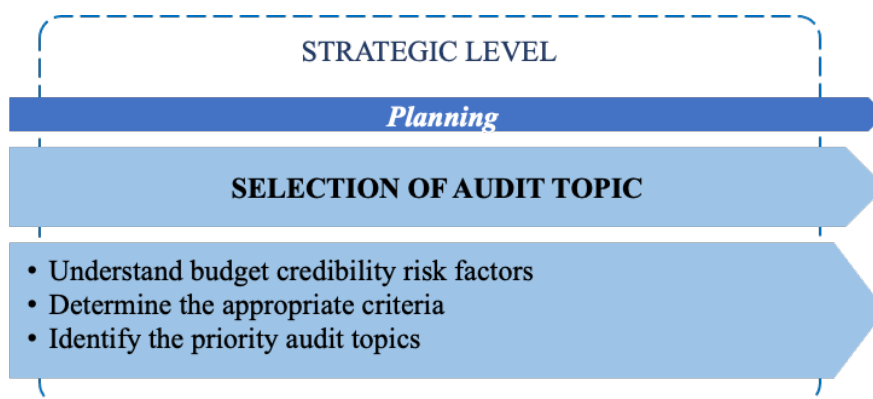 STRATEGIC LEVEL
Planning
SELECTION OF AUDIT TOPIC
• Understand budget credibility risk factors
• Determine the appropriate criteria
• Identify the priority audit topics